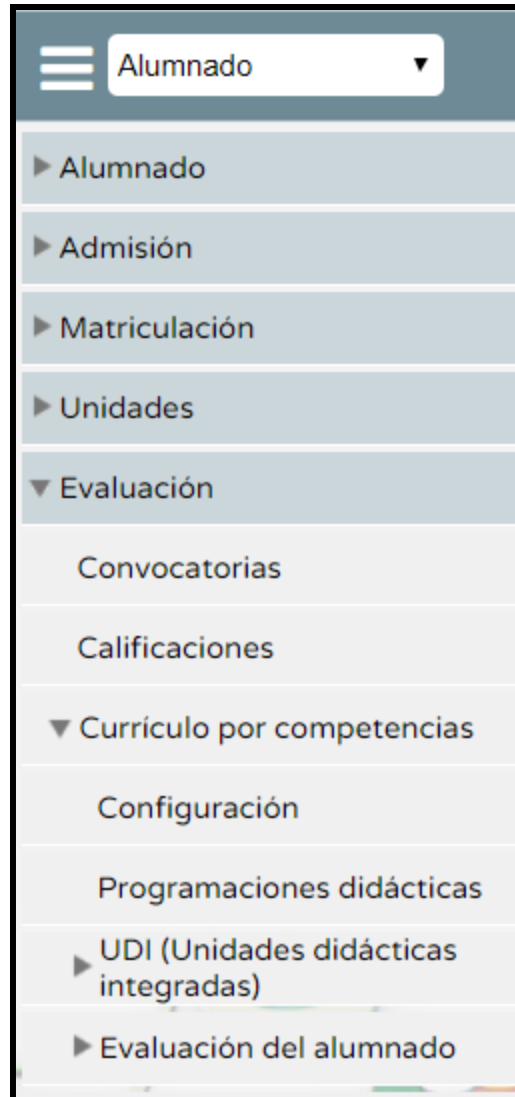 Alumnado
Alumnado
Admisión
Matriculación
Unidades
Evaluación
Convocatorias
Calificaciones
Currículo por competencias
Configuración
Programaciones didácticas
UDI (Unidades didácticas
integradas)
Evaluación del alumnado